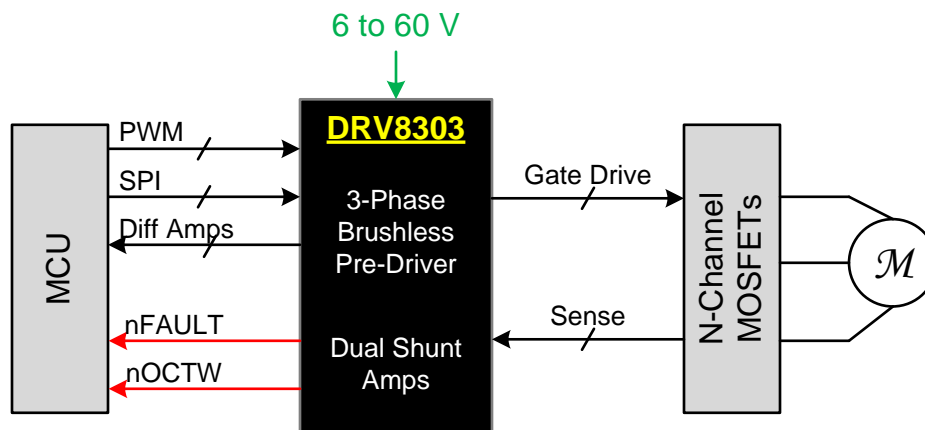 6 to 60 V
MCU
PWM
SPI
Diff Amps
nFAULT
nOCTW
DRV8303
3-Phase
Brushless
Pre-Driver
Dual Shunt
Amps
Gate Drive
Sense
N-Channel
MOSFETs
M